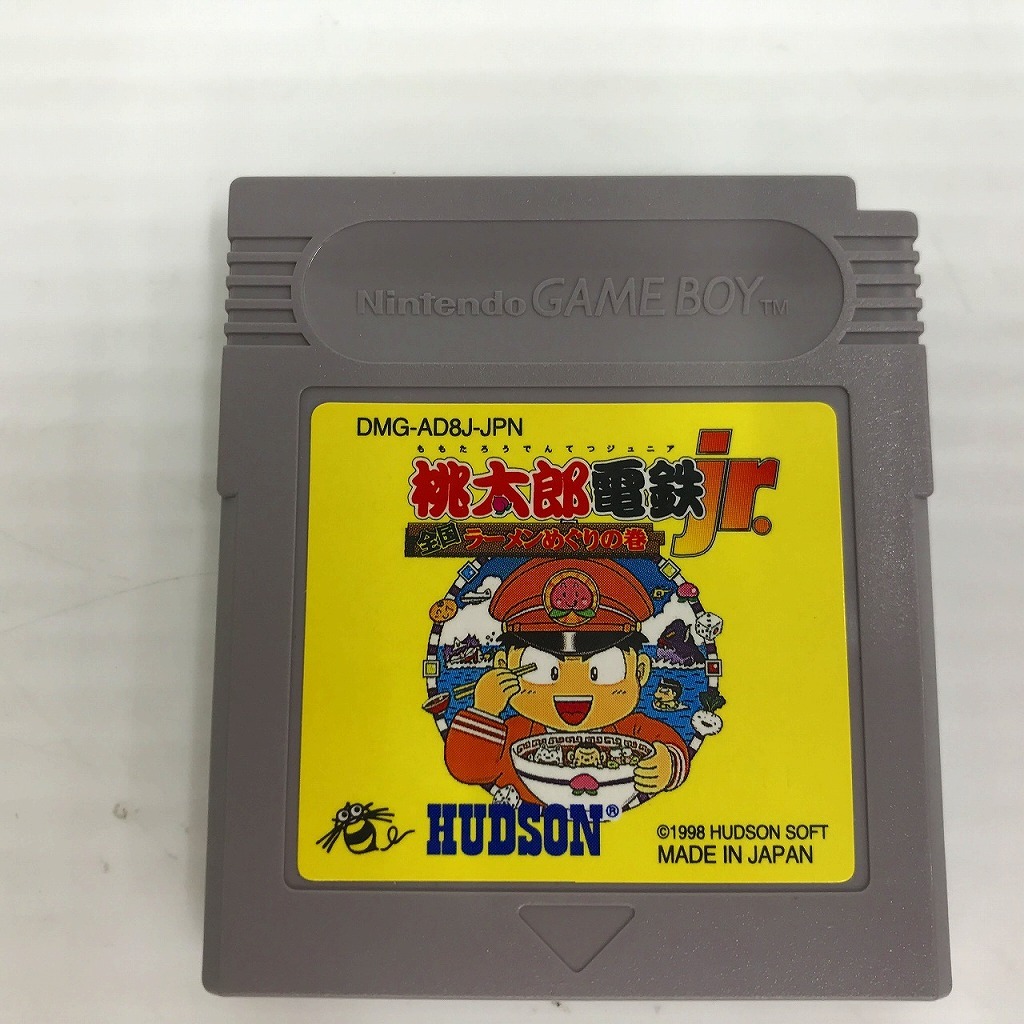 Nintendo GAME BOY TM
DMG-AD8J-JPN
ももたろうでんてつジュニア
桃太郎電鉄jr.
全国ラーメンめぐりの巻
HUDSON®
©1998 HUDSON SOFT
MADE IN JAPAN